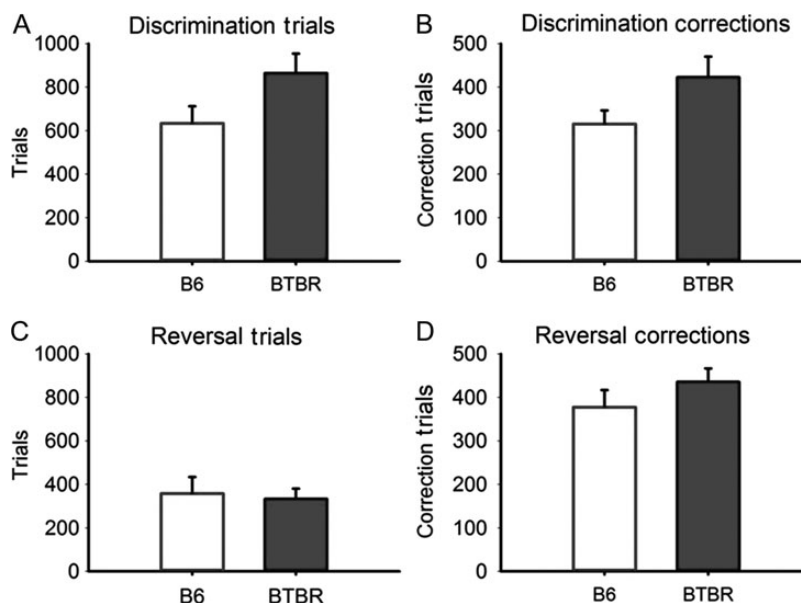 A
Discrimination trials
1000
800
600
400
200
0
Trials
B6
BTBR
B
Discrimination corrections
500
400
300
200
100
0
Correction trials
B6
BTBR
C
Reversal trials
1000
800
600
400
200
0
Trials
B6
BTBR
D
Reversal corrections
500
400
300
200
100
0
Correction trials
B6
BTBR